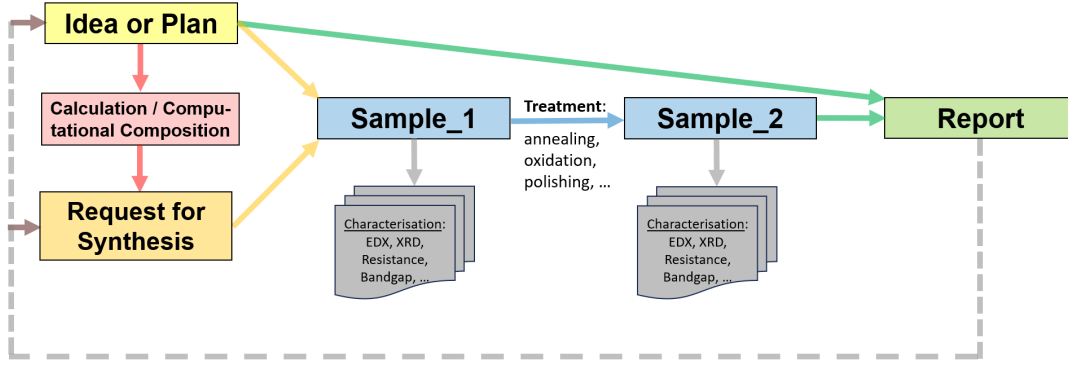 Idea or Plan
Calculation / Compu-
tational Composition
Request for
Synthesis
Sample_1
Treatment:
annealing,
oxidation,
polishing, ...
Sample_2
Report
Characterisation:
EDX, XRD,
Resistance,
Bandgap, ...
Characterisation:
EDX, XRD,
Resistance,
Bandgap, ...